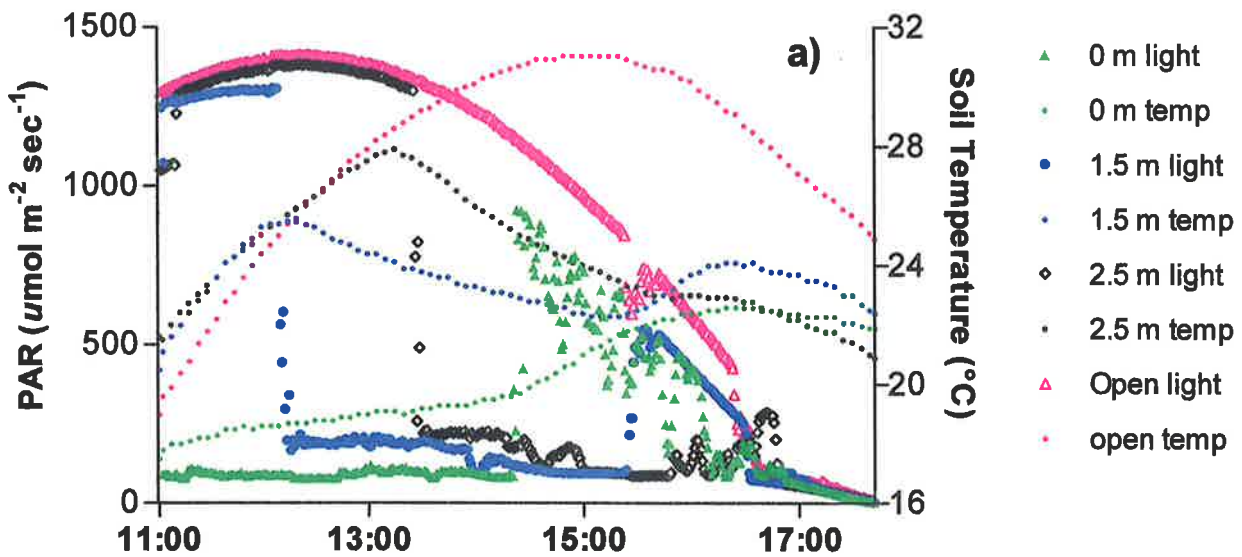 1500
1000
500
0
PAR (umol m-2 sec-1)
11:00
13:00
15:00
17:00
a)
32
28
24
20
16
Soil Temperature (°C)
0 m light
0 m temp
1.5 m light
1.5 m temp
2.5 m light
2.5 m temp
Open light
open temp